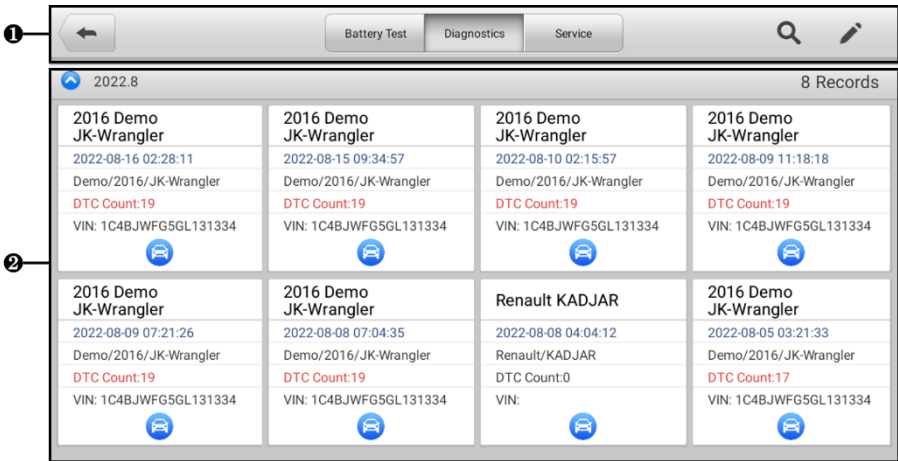 ❶
Battery Test Diagnostics Service
2022.8 8 Records
❷
2016 Demo
JK-Wrangler
2022-08-16 02:28:11
Demo/2016/JK-Wrangler
DTC Count:19
VIN: 1C4BJWFG5GL131334
2016 Demo
JK-Wrangler
2022-08-15 09:34:57
Demo/2016/JK-Wrangler
DTC Count:19
VIN: 1C4BJWFG5GL131334
2016 Demo
JK-Wrangler
2022-08-10 02:15:57
Demo/2016/JK-Wrangler
DTC Count:19
VIN: 1C4BJWFG5GL131334
2016 Demo
JK-Wrangler
2022-08-09 11:18:18
Demo/2016/JK-Wrangler
DTC Count:19
VIN: 1C4BJWFG5GL131334
2016 Demo
JK-Wrangler
2022-08-09 07:21:26
Demo/2016/JK-Wrangler
DTC Count:19
VIN: 1C4BJWFG5GL131334
2016 Demo
JK-Wrangler
2022-08-08 07:04:35
Demo/2016/JK-Wrangler
DTC Count:19
VIN: 1C4BJWFG5GL131334
Renault KADJAR
2022-08-08 04:04:12
Renault/KADJAR
DTC Count:0
VIN:
2016 Demo
JK-Wrangler
2022-08-05 03:21:33
Demo/2016/JK-Wrangler
DTC Count:17
VIN: 1C4BJWFG5GL131334